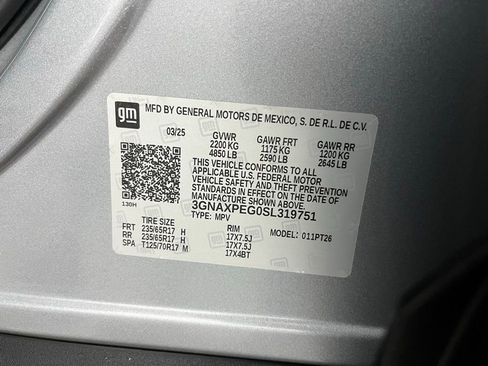 gm
MFD BY GENERAL MOTORS DE MEXICO, S. DE R.L. DE C.V.
03/25 GVWR GAWR FRT GAWR RR
2200 KG 1175 KG 1200 KG
4850 LB 2590 LB 2645 LB
THIS VEHICLE CONFORMS TO ALL
APPLICABLE U.S. FEDERAL MOTOR
VEHICLE SAFETY, BUMPER, AND THEFT
PREVENTION STANDARDS IN EFFECT ON
THE DATE OF MANUFACTURE SHOWN ABOVE.
130H 3GNAXPEG0SL319751
TYPE: MPV
RIM MODEL: 011PT26
FRT 235/65R17 H 17X7.5J
RR 235/65R17 H 17X7.5J
SPA T125/70R17 M 17X4BT